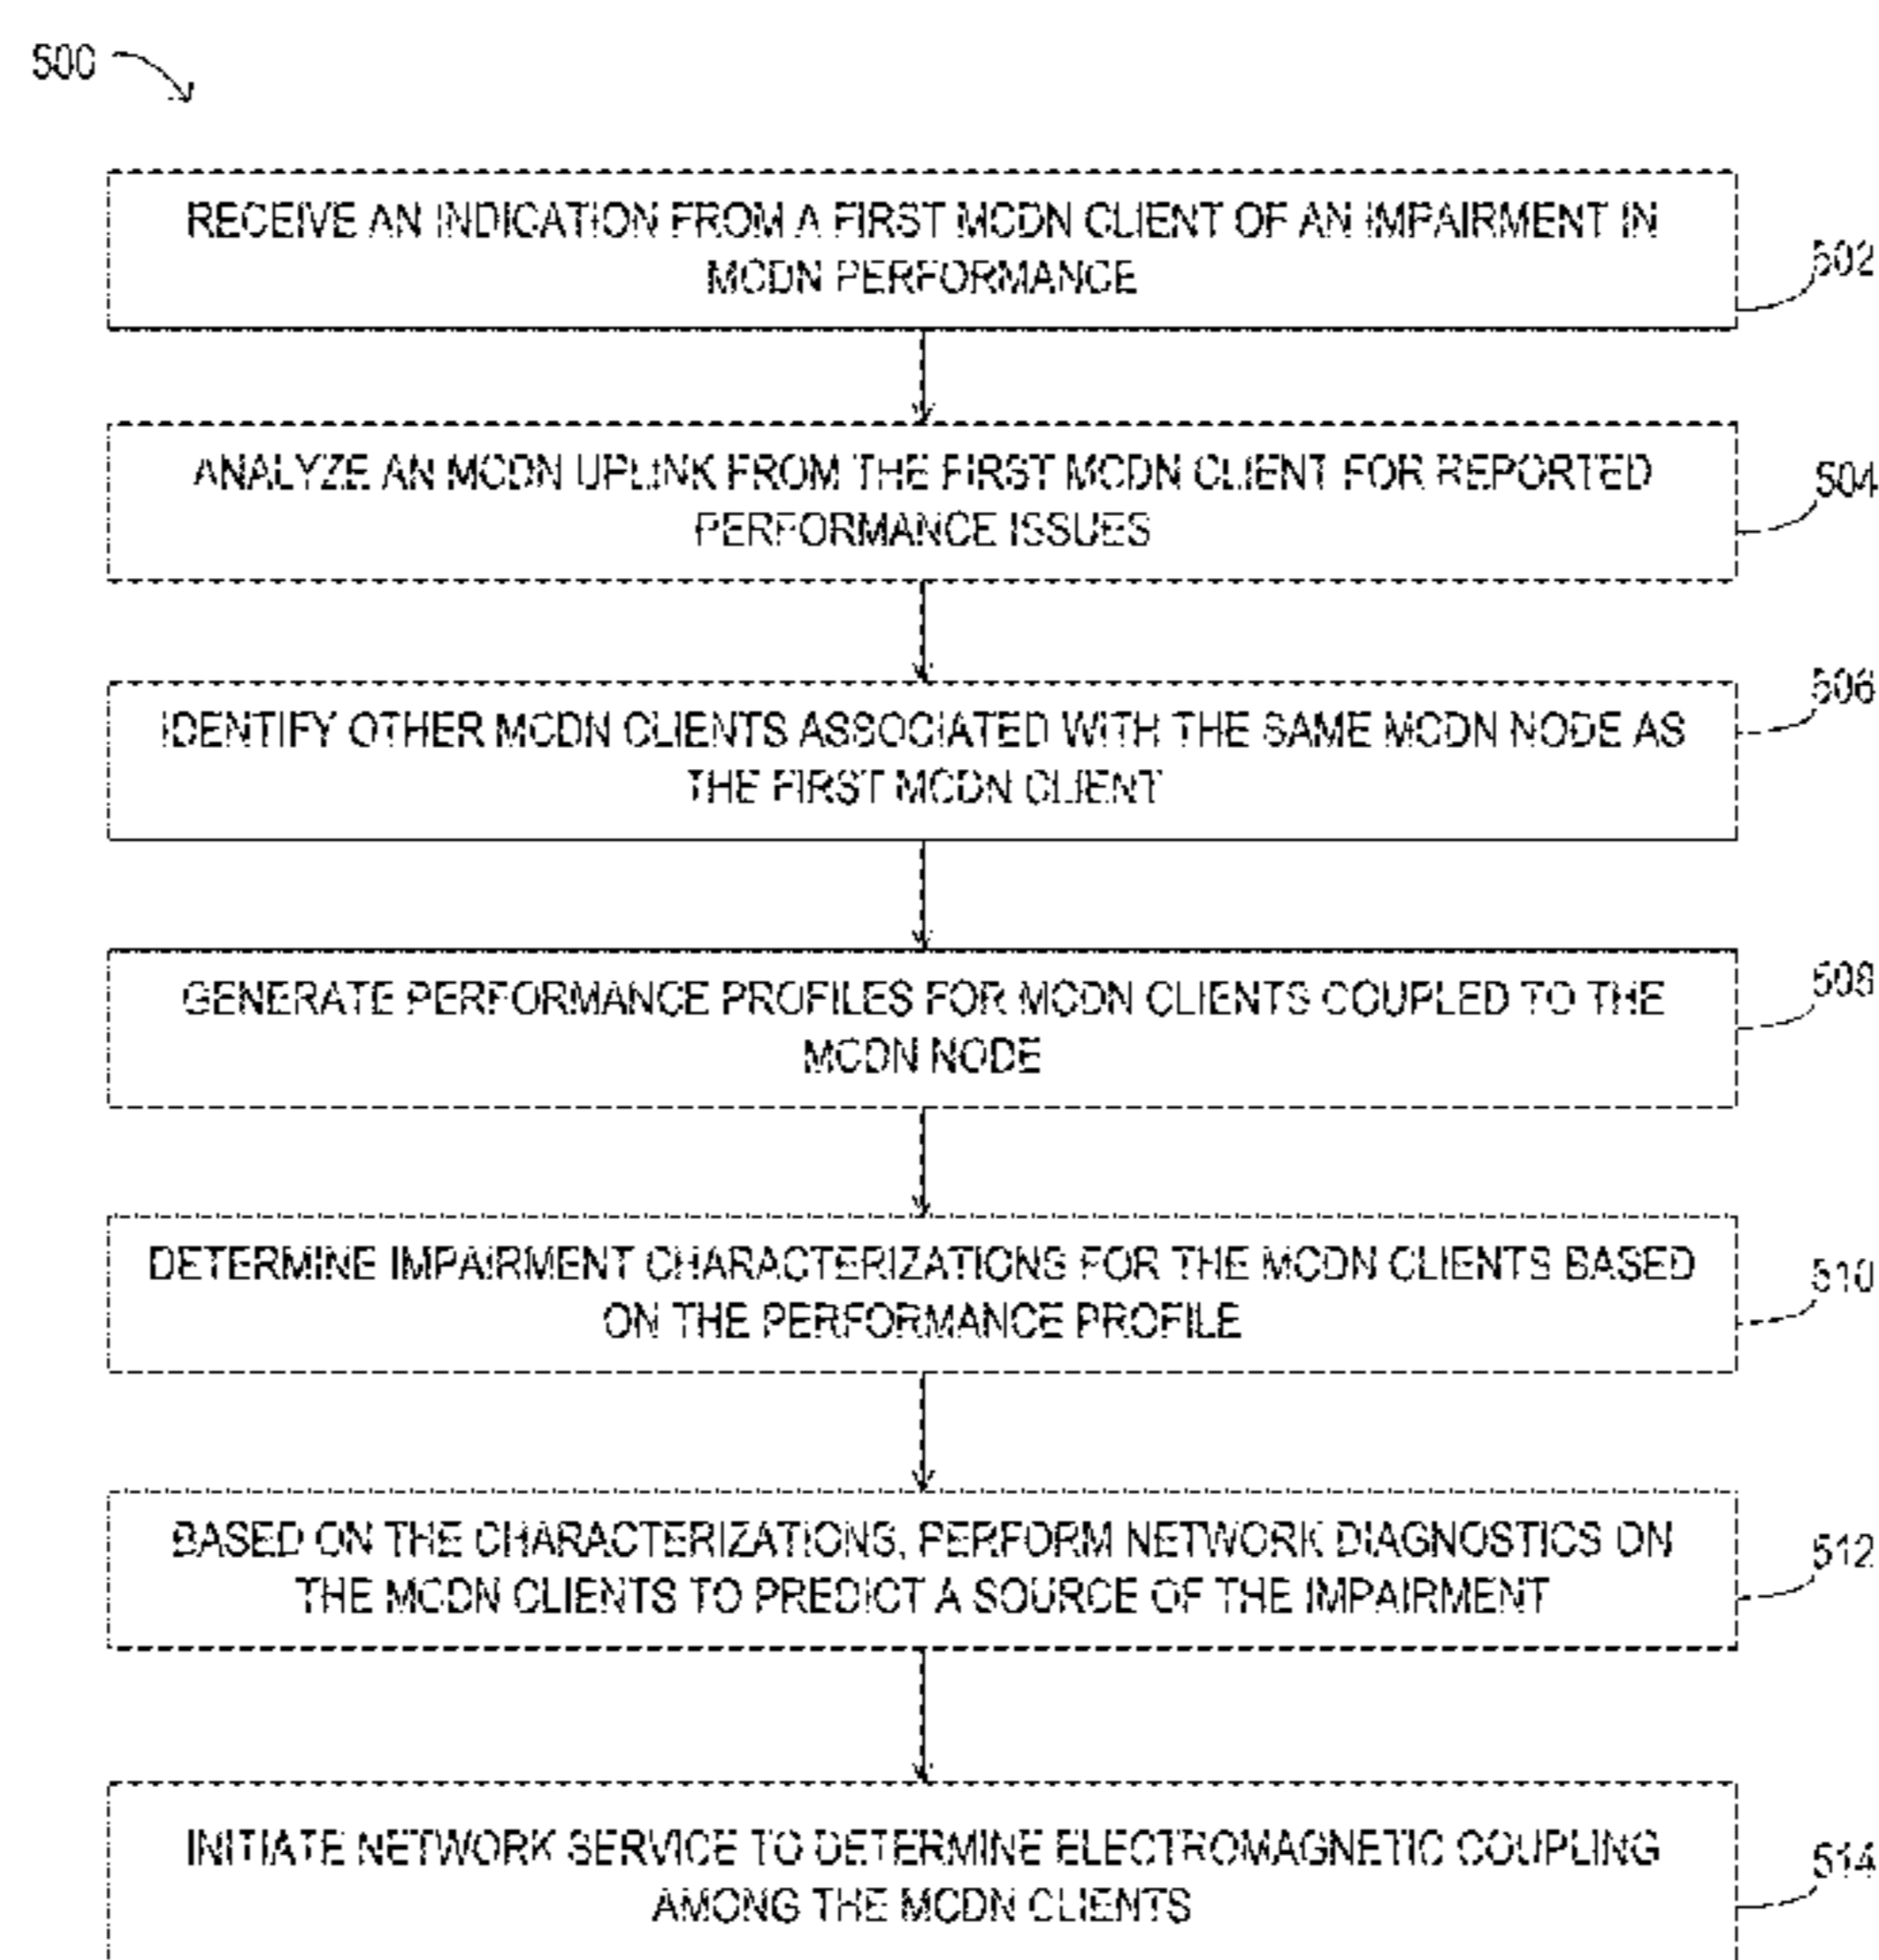 500
RECEIVE AN INDICATION FROM A FIRST MCDN CLIENT OF AN IMPAIRMENT IN
MCDN PERFORMANCE
502
ANALYZE AN MCDN UPLINK FROM THE FIRST MCDN CLIENT FOR REPORTED
PERFORMANCE ISSUES
504
IDENTIFY OTHER MCDN CLIENTS ASSOCIATED WITH THE SAME MCDN NODE AS
THE FIRST MCDN CLIENT
506
GENERATE PERFORMANCE PROFILES FOR MCDN CLIENTS COUPLED TO THE
MCDN NODE
508
DETERMINE IMPAIRMENT CHARACTERIZATIONS FOR THE MCDN CLIENTS BASED
ON THE PERFORMANCE PROFILE
510
BASED ON THE CHARACTERIZATIONS, PERFORM NETWORK DIAGNOSTICS ON
THE MCDN CLIENTS TO PREDICT A SOURCE OF THE IMPAIRMENT
512
INITIATE NETWORK SERVICE TO DETERMINE ELECTROMAGNETIC COUPLING
AMONG THE MCDN CLIENTS
514